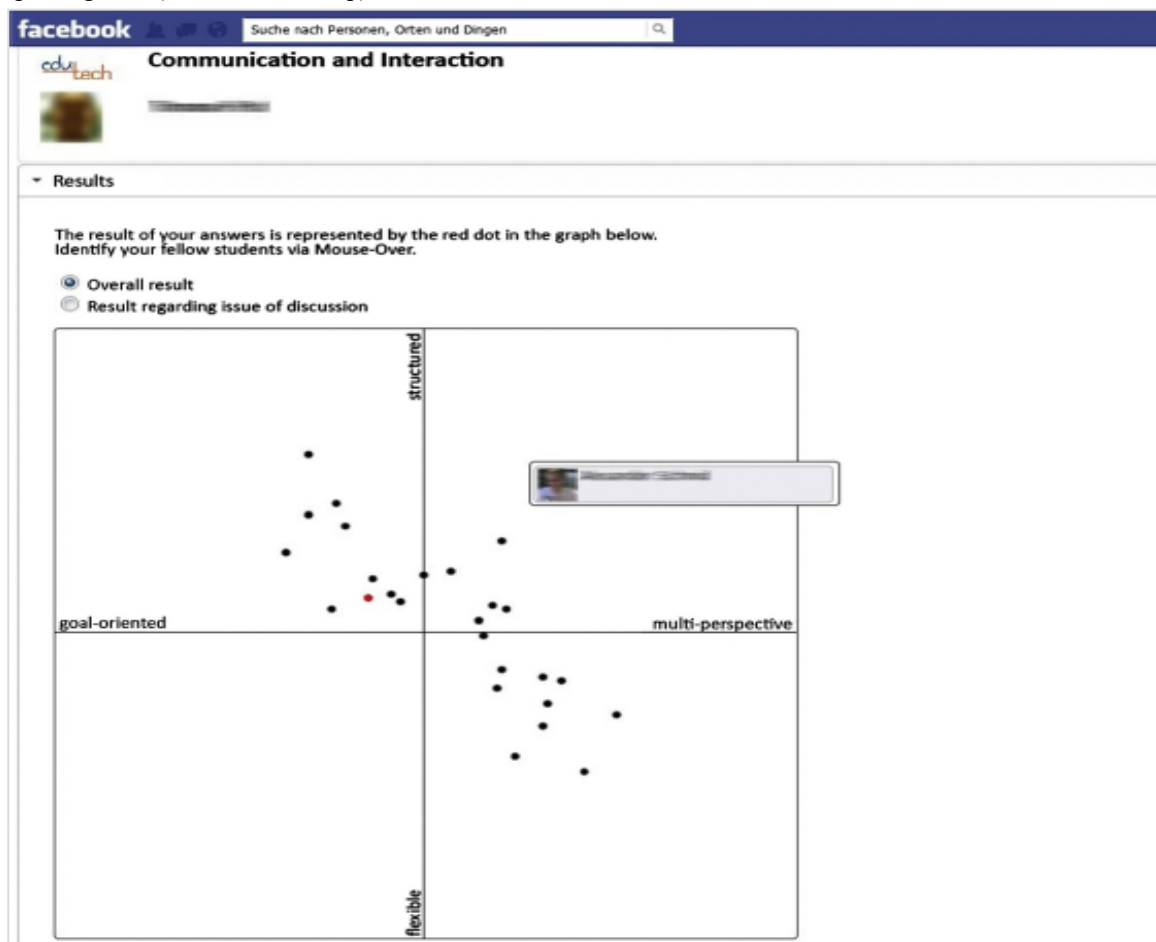 facebook
Suche nach Personen, Orten und Dingen
edutech
Communication and Interaction
Results
The result of your answers is represented by the red dot in the graph below.
Identify your fellow students via Mouse-Over.
Overall result
Result regarding issue of discussion
structured
goal-oriented
multi-perspective
flexible